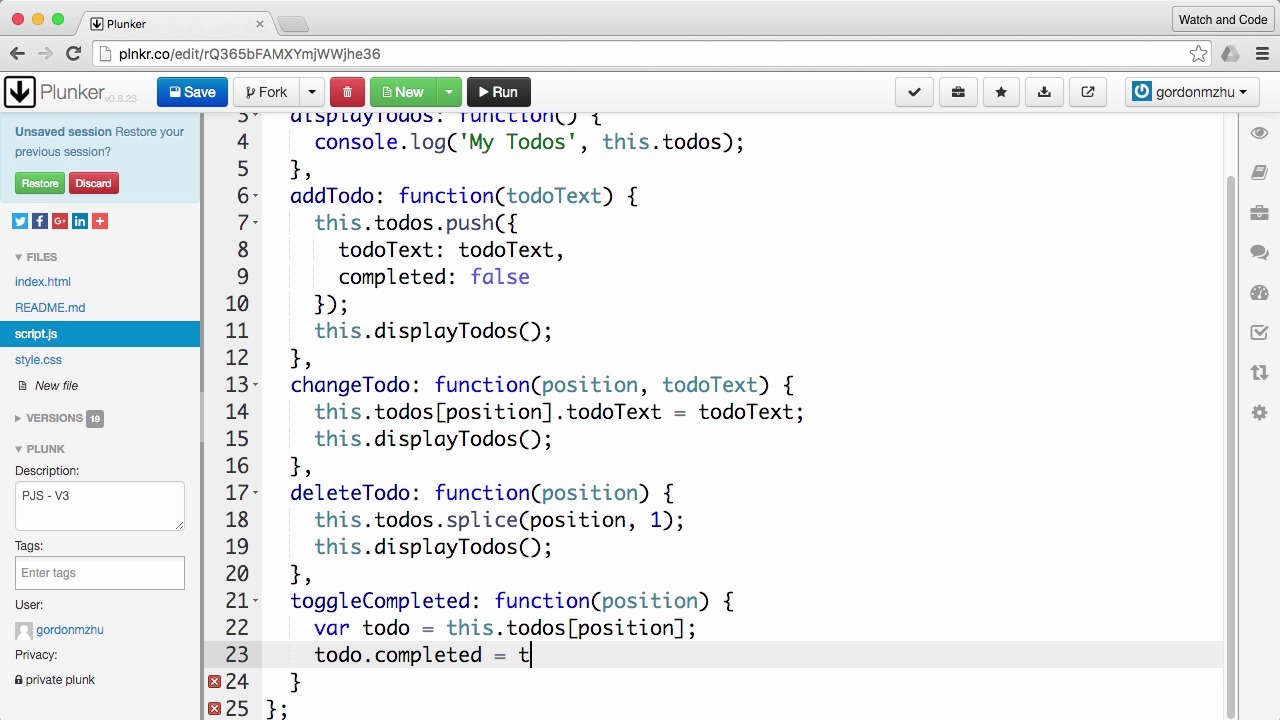 Plunker
Watch and Code
plnkr.co/edit/rQ365bFAMXYmjWWjhe36
Plunker v0.8.23
Save
Fork
New
Run
gordonmzhu
Unsaved session Restore your
previous session?
Restore
Discard
FILES
index.html
README.md
script.js
style.css
New file
VERSIONS 19
PLUNK
Description:
PJS - V3
Tags:
Enter tags
User:
gordonmzhu
Privacy:
private plunk
3 displayTodos: function() {
4 console.log('My Todos', this.todos);
5 },
6 addTodo: function(todoText) {
7 this.todos.push({
8 todoText: todoText,
9 completed: false
10 });
11 this.displayTodos();
12 },
13 changeTodo: function(position, todoText) {
14 this.todos[position].todoText = todoText;
15 this.displayTodos();
16 },
17 deleteTodo: function(position) {
18 this.todos.splice(position, 1);
19 this.displayTodos();
20 },
21 toggleCompleted: function(position) {
22 var todo = this.todos[position];
23 todo.completed = t
24 }
25 };